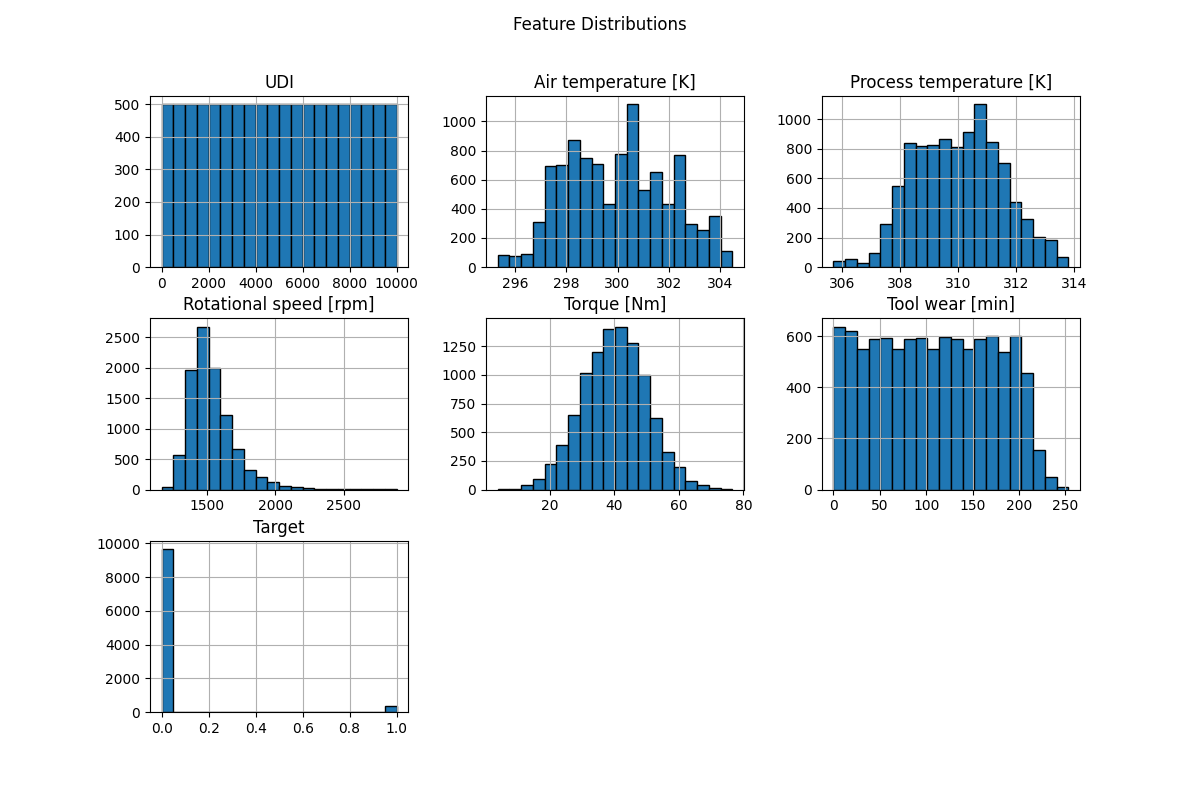 Feature Distributions
UDI
500
400
300
200
100
0
0 2000 4000 6000 8000 10000
Air temperature [K]
1000
800
600
400
200
0
296 298 300 302 304
Process temperature [K]
1000
800
600
400
200
0
306 308 310 312 314
Rotational speed [rpm]
2500
2000
1500
1000
500
0
1500 2000 2500
Torque [Nm]
1250
1000
750
500
250
0
20 40 60 80
Tool wear [min]
600
400
200
0
0 50 100 150 200 250
Target
10000
8000
6000
4000
2000
0
0.0 0.2 0.4 0.6 0.8 1.0